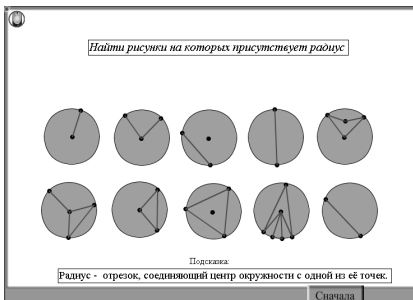 Найти рисунки на которых присутствует радиус
Подсказка:
Радиус - отрезок, соединяющий центр окружности с одной из её точек.
Сначала